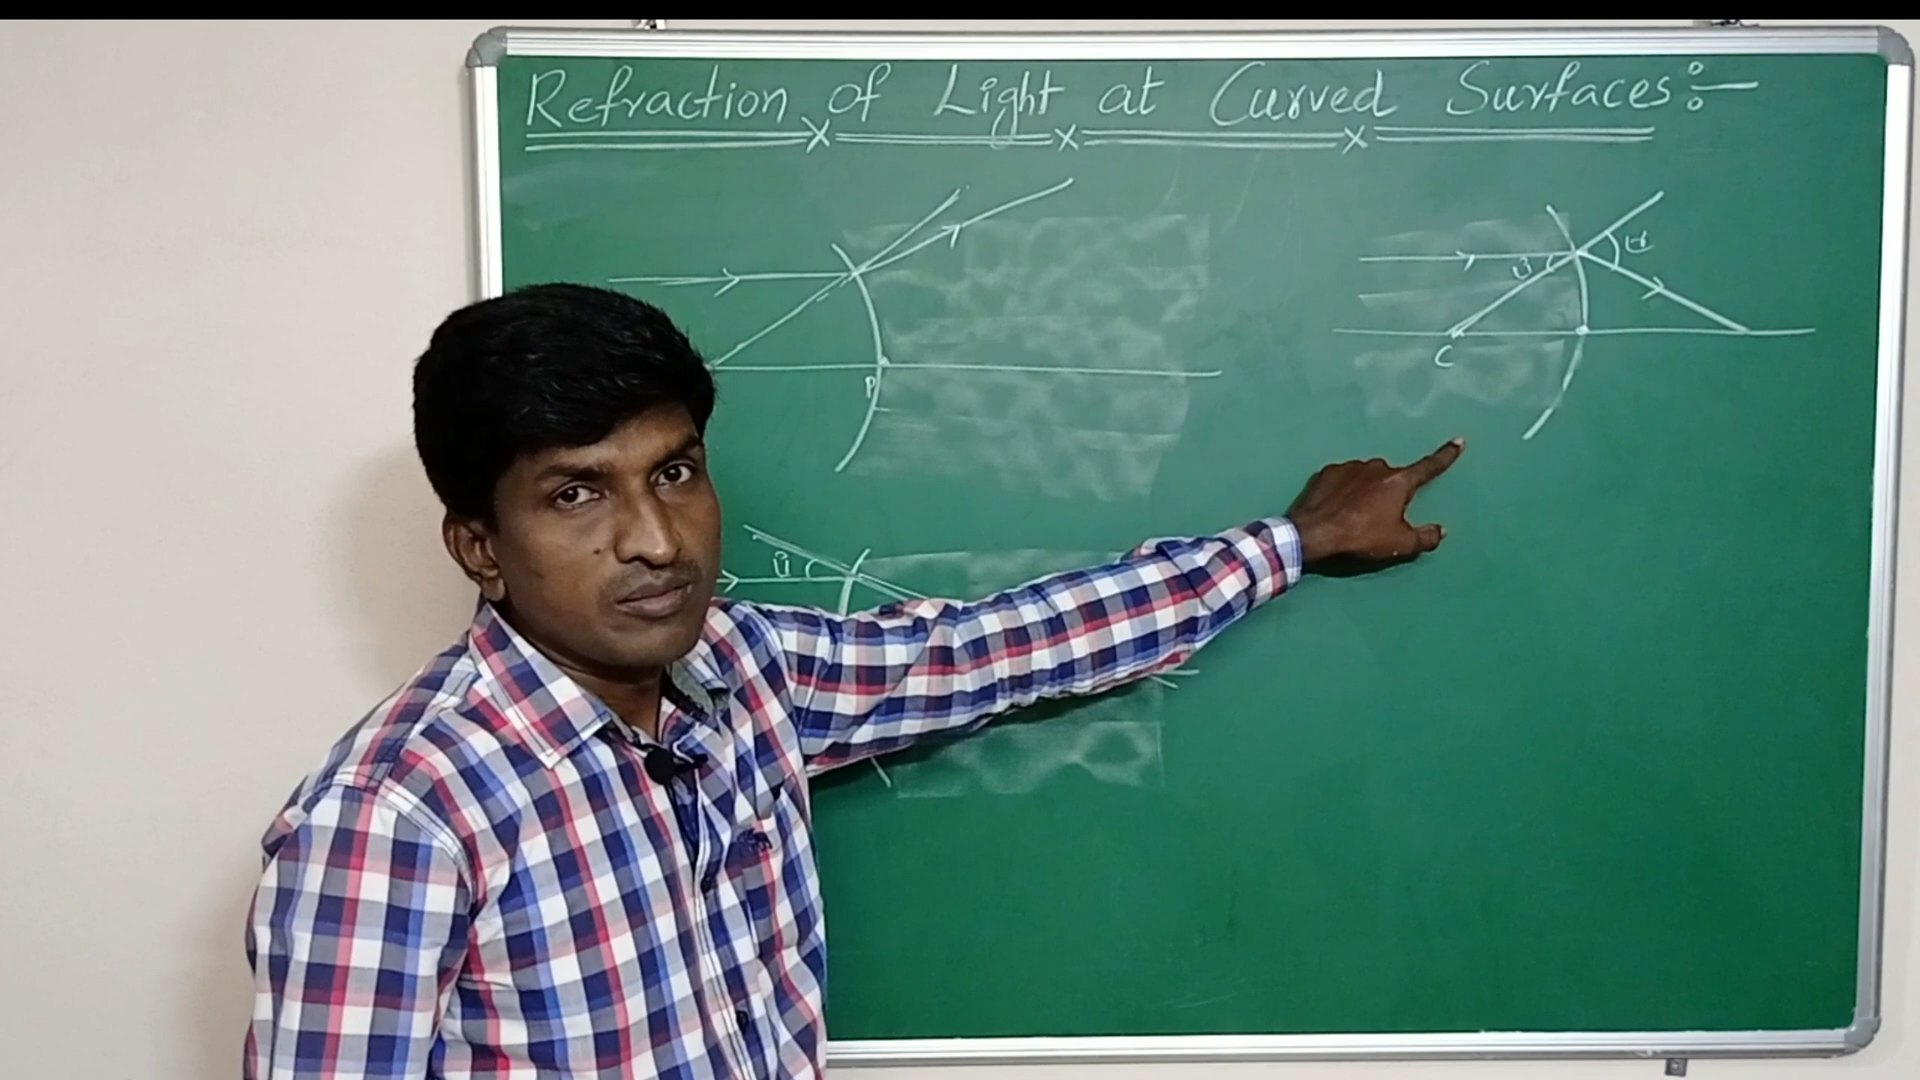 Refraction of Light at Curved Surfaces:-
P
C